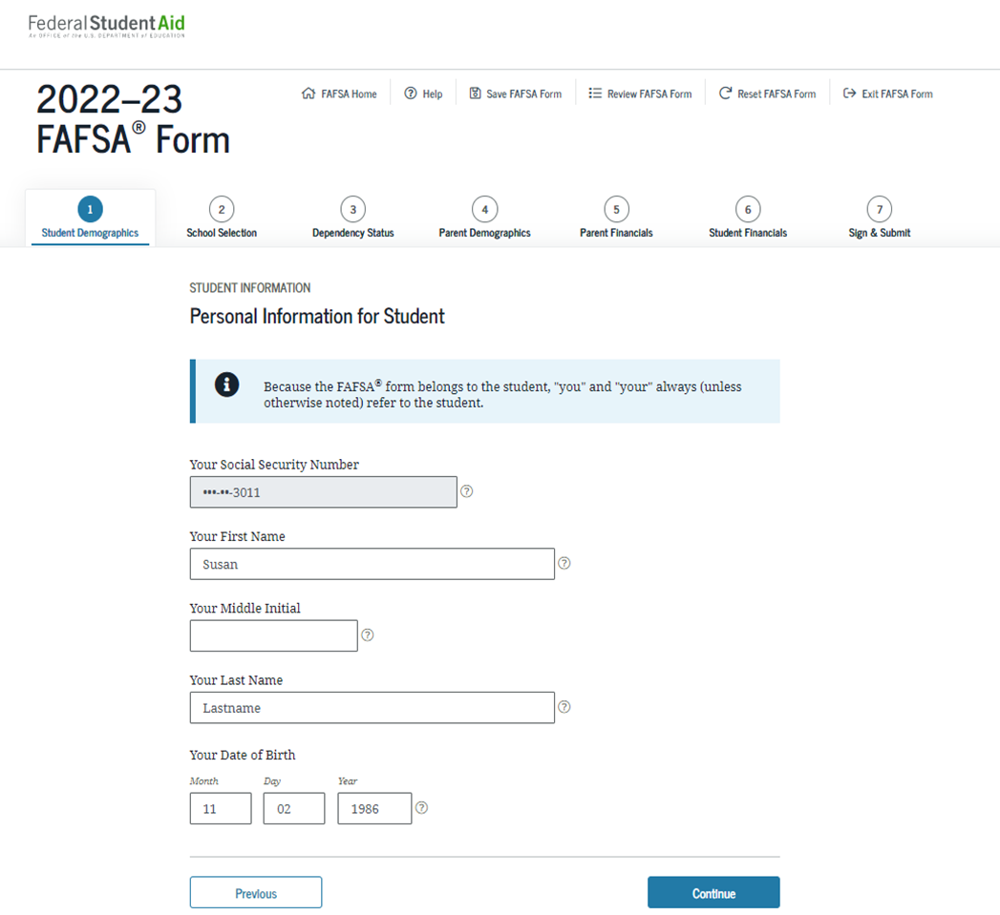 Federal Student Aid
An OFFICE of the U.S. DEPARTMENT of EDUCATION
2022–23
FAFSA® Form
FAFSA Home
Help
Save FAFSA Form
Review FAFSA Form
Reset FAFSA Form
Exit FAFSA Form
1
Student Demographics
2
School Selection
3
Dependency Status
4
Parent Demographics
5
Parent Financials
6
Student Financials
7
Sign & Submit
STUDENT INFORMATION
Personal Information for Student
Because the FAFSA® form belongs to the student, "you" and "your" always (unless
otherwise noted) refer to the student.
Your Social Security Number
•••-••-3011
Your First Name
Susan
Your Middle Initial
Your Last Name
Lastname
Your Date of Birth
Month Day Year
11 02 1986
Previous
Continue